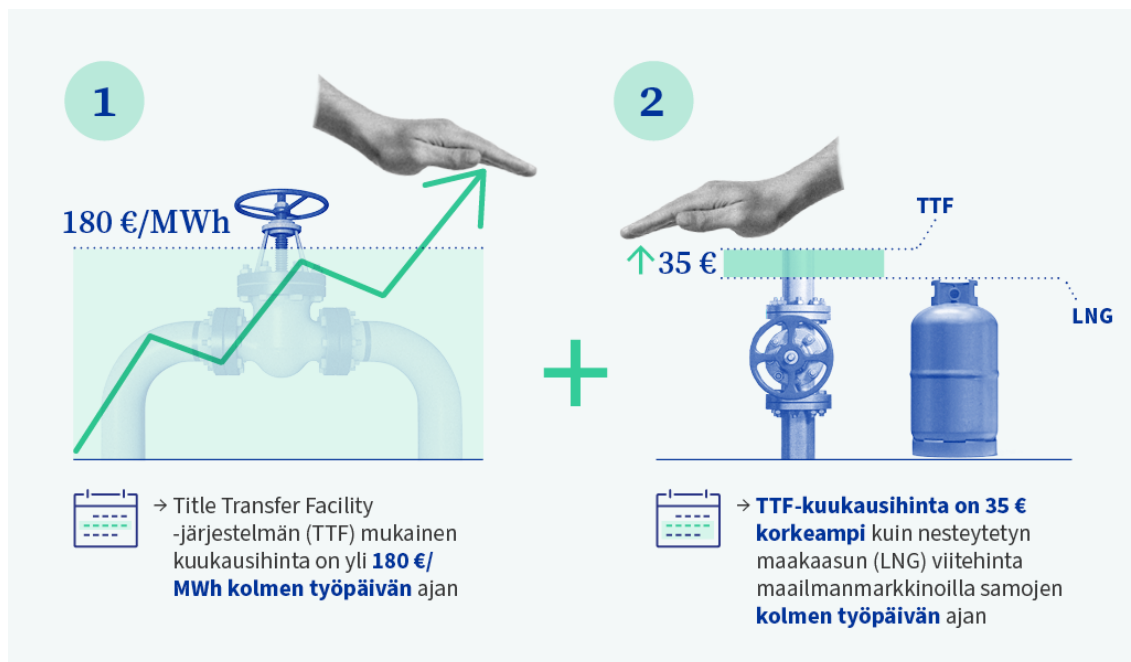 1
180 €/MWh
Title Transfer Facility
-järjestelmän (TTF) mukainen
kuukausihinta on yli 180 €/
MWh kolmen työpäivän ajan
2
TTF
35 €
LNG
TTF-kuukausihinta on 35 €
korkeampi kuin nesteytetyn
maakaasun (LNG) viitehinta
maailmanmarkkinoilla samojen
kolmen työpäivän ajan